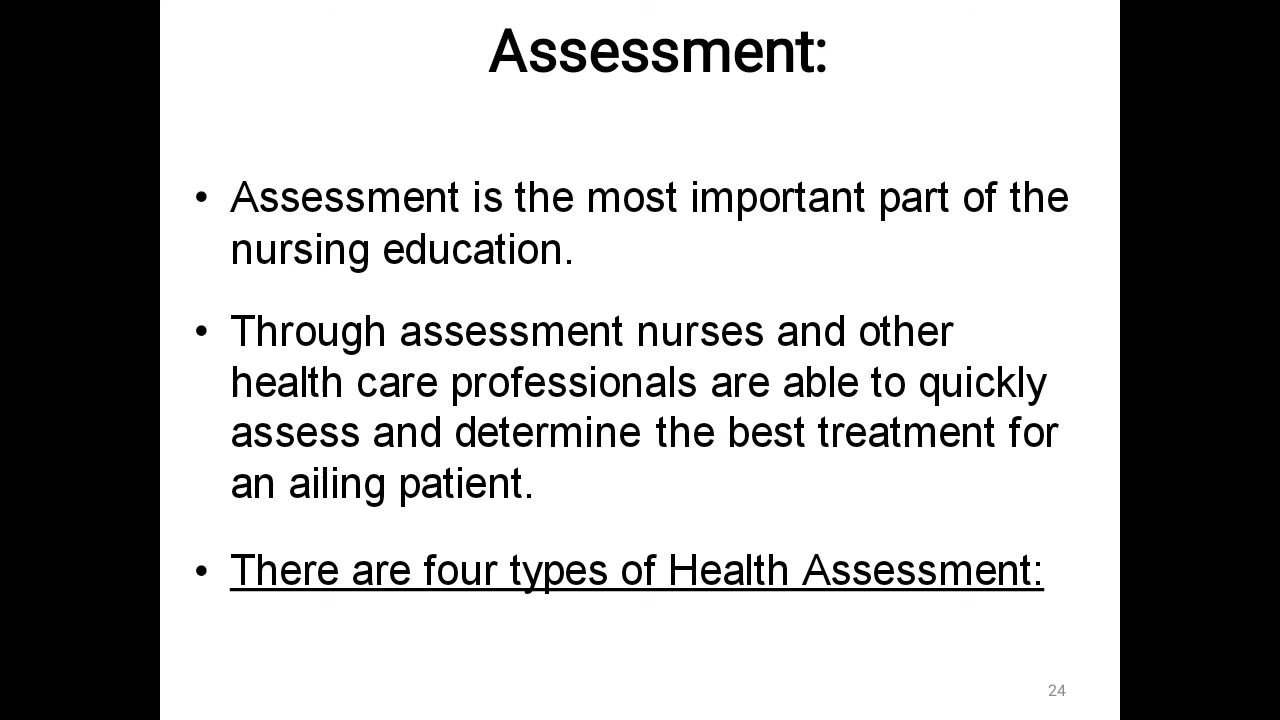 Assessment:
• Assessment is the most important part of the
nursing education.
• Through assessment nurses and other
health care professionals are able to quickly
assess and determine the best treatment for
an ailing patient.
• There are four types of Health Assessment:
24